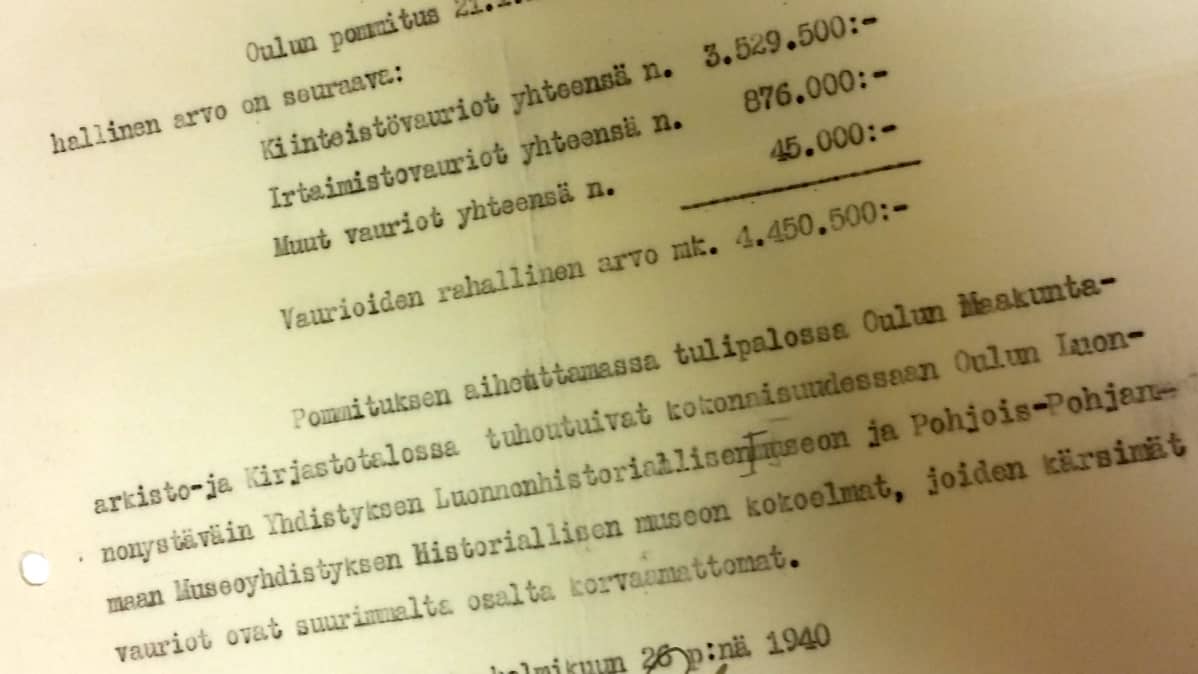 Oulun pommitus 21.
hallinen arvo on seuraava:
Kiinteistövauriot yhteensä n. 3.529.500:-
Irtaimistovauriot yhteensä n. 876.000:-
Muut vauriot yhteensä n. 45.000:-
Vaurioiden rahallinen arvo mk. 4.450.500:-
Pommituksen aiheuttamassa tulipalossa Oulun Maakunta-
arkisto-ja Kirjastotalossa tuhoutuivat kokonaisuudessaan Oulun Luon-
nonystäväin Yhdistyksen Luonnonhistoriallisen museon ja Pohjois-Pohjan-
maan Museoyhdistyksen Historiallisen museon kokoelmat, joiden kärsimät
vauriot ovat suurimmalta osalta korvaamattomat.
helmikuun 26 p:nä 1940